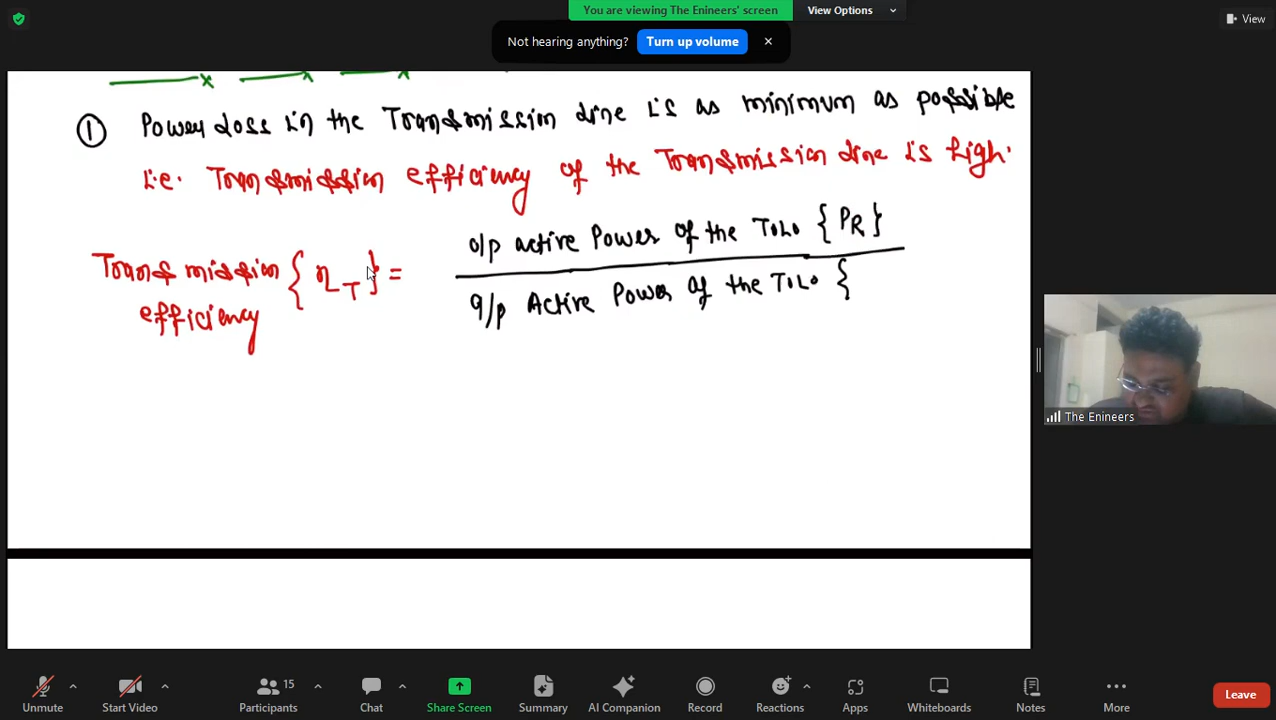 You are viewing The Enineers' screen
View Options
View
Not hearing anything?
Turn up volume
① Power Loss in the Transmission Line is as minimum as possible
i.e. Transmission efficiency of the Transmission Line is high.
Transmission { η_T } =
efficiency
o/p active Power of the T.L. { P_R }
I/p Active Power of the T.L. {
The Enineers
Unmute
Start Video
15
Participants
Chat
Share Screen
Summary
AI Companion
Record
Reactions
Apps
Whiteboards
Notes
More
Leave